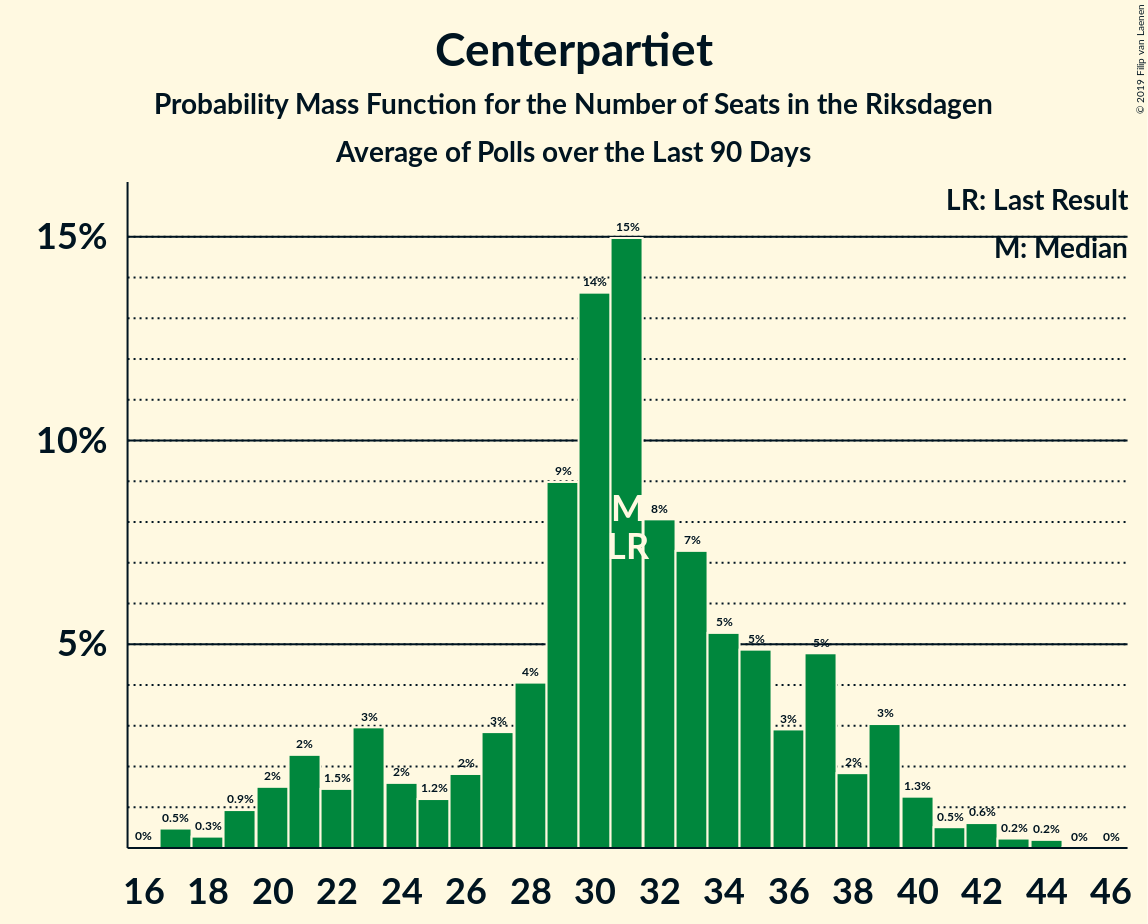 Centerpartiet
Probability Mass Function for the Number of Seats in the Riksdagen
Average of Polls over the Last 90 Days
© 2019 Filip van Laenen
LR: Last Result
M: Median
15%
10%
5%
0% 0.5% 0.3% 0.9% 2% 2% 1.5% 3% 2% 1.2% 2% 3% 4% 9% 14% 15% 8% 7% 5% 5% 3% 5% 2% 3% 1.3% 0.5% 0.6% 0.2% 0.2% 0% 0%
M
LR
16 18 20 22 24 26 28 30 32 34 36 38 40 42 44 46